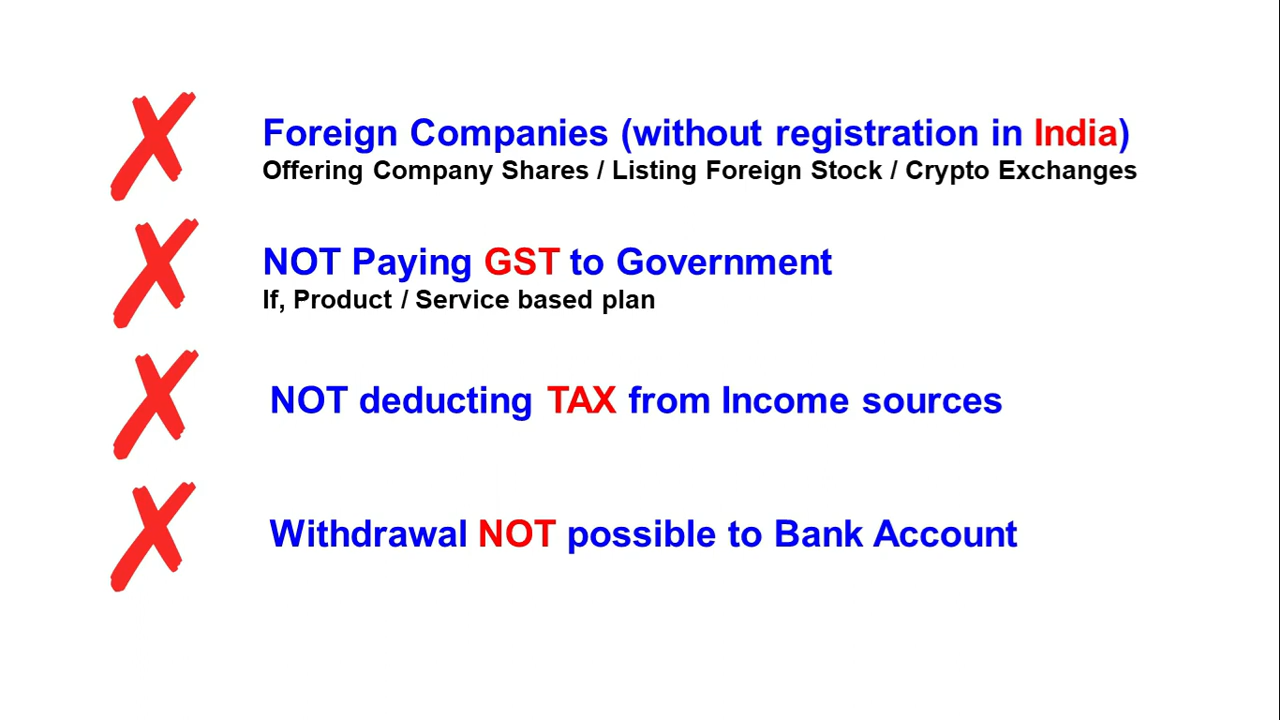 Foreign Companies (without registration in India)
Offering Company Shares / Listing Foreign Stock / Crypto Exchanges
NOT Paying GST to Government
If, Product / Service based plan
NOT deducting TAX from Income sources
Withdrawal NOT possible to Bank Account